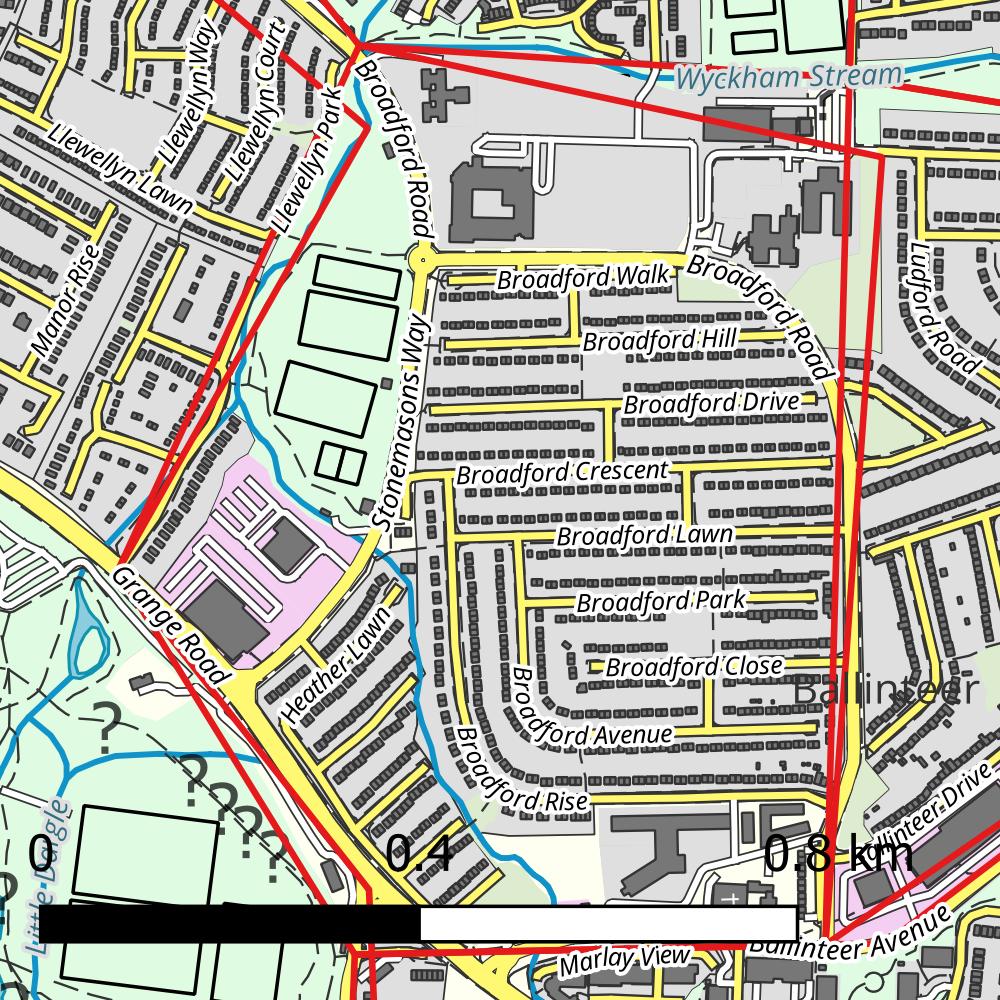 Llewellyn Way
Llewellyn Court
Llewellyn Park
Broadford Road
Wyckham Stream
Llewellyn Lawn
Manor Rise
Broadford Walk
Broadford Road
Ludford Road
Broadford Hill
Stonemasons Way
Broadford Drive
Broadford Crescent
Broadford Lawn
Grange Road
Broadford Park
Heather Lawn
Broadford Close
Ballinteer
Broadford Avenue
Broadford Rise
?
?
?
?
?
?
Little Dargle
Ballinteer Drive
0 0.4 0.8 km
Ballinteer Avenue
Marlay View